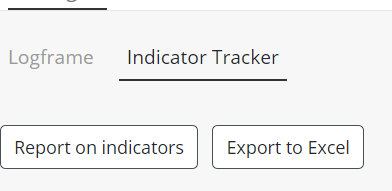 Logframe Indicator Tracker
Report on indicators Export to Excel